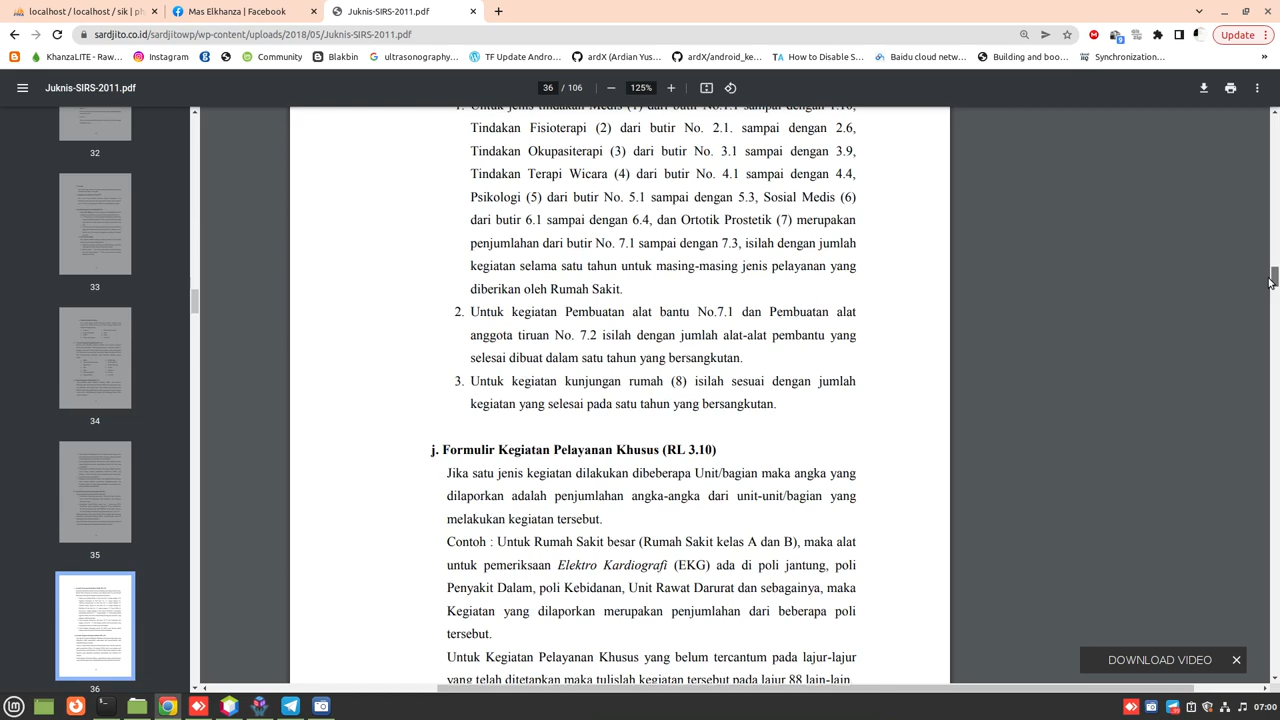 localhost / localhost / sik | ph
Mas Elkhanza | Facebook
Juknis-SIRS-2011.pdf
sardjito.co.id/sardjitowp/wp-content/uploads/2018/05/Juknis-SIRS-2011.pdf
Update
KhanzaLITE - Raw...
Instagram
Community
Blakbin
ultrasonography...
TF Update Androi...
ardX (Ardian Yus...
ardX/android_ke...
How to Disable S...
Baidu cloud netw...
Building and boo...
Synchronization...
Juknis-SIRS-2011.pdf
36 / 106
125%
1. Untuk jenis tindakan Medis (1) dari butir No.1.1 sampai dengan 1.10,
Tindakan Fisioterapi (2) dari butir No. 2.1. sampai dengan 2.6,
Tindakan Okupasiterapi (3) dari butir No. 3.1 sampai dengan 3.9,
Tindakan Terapi Wicara (4) dari butir No. 4.1 sampai dengan 4.4,
Psikologi (5) dari butir No. 5.1 sampai dengan 5.3, Sosial Medis (6)
dari butir 6.1 sampai dengan 6.4, dan Ortotik Prostetik (7) merupakan
penjumlahan dari butir No. 7.1 sampai dengan 7.3, isilah dengan jumlah
kegiatan selama satu tahun untuk masing-masing jenis pelayanan yang
diberikan oleh Rumah Sakit.
2. Untuk kegiatan Pembuatan alat bantu No.7.1 dan Pembuatan alat
anggota tiruan No. 7.2 isilah dengan jumlah alat-alat pembantu yang
selesai dibuat dalam satu tahun yang bersangkutan.
3. Untuk kegiatan kunjungan rumah (8) isilah sesuai dengan jumlah
kegiatan yang selesai pada satu tahun yang bersangkutan.
j. Formulir Kegiatan Pelayanan Khusus (RL 3.10)
Jika satu jenis kegiatan dilakukan dibeberapa Unit/bagian maka angka yang
dilaporkan adalah penjumlahan angka-angka dari unit-unit/bagian yang
melakukan kegiatan tersebut.
Contoh : Untuk Rumah Sakit besar (Rumah Sakit kelas A dan B), maka alat
untuk pemeriksaan Elektro Kardiografi (EKG) ada di poli jantung, poli
Penyakit Dalam, poli Kebidanan, Unit Rawat Darurat dan sebagainya, maka
Kegiatan yang dilaporkan merupakan penjumlahan dari beberapa poli
tersebut.
Untuk Kegiatan Pelayanan Khusus yang belum tercantum pada lajur-lajur
yang telah ditetapkan maka tulislah kegiatan tersebut pada lajur 88 lain-lain
32
33
34
35
36
DOWNLOAD VIDEO
07:00